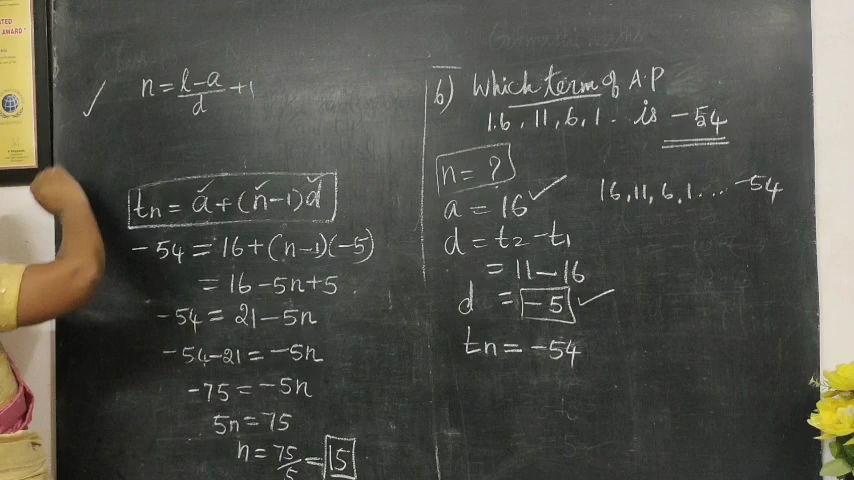 AWARD"
n = l-a/d + 1
tn = a + (n-1)d
-54 = 16 + (n-1)(-5)
= 16 - 5n + 5
-54 = 21 - 5n
-54-21 = -5n
-75 = -5n
5n = 75
n = 75/5 = 15
6) Which term of A.P
16, 11, 6, 1 .. is -54
n = ?
a = 16
d = t2 - t1
= 11 - 16
d = -5
tn = -54
16, 11, 6, 1 .... -54